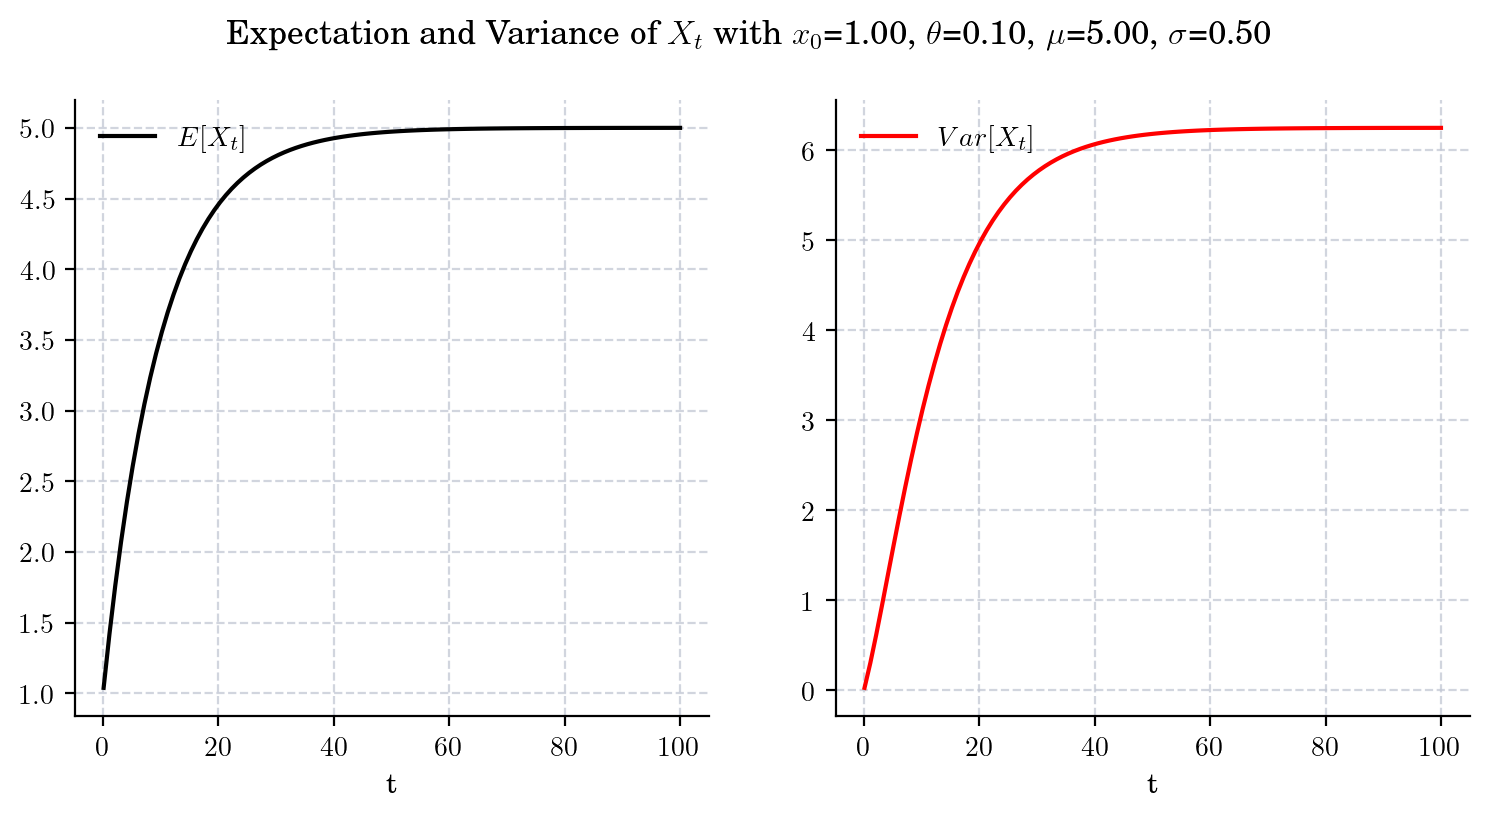 Expectation and Variance of $X_t$ with $x_0$=1.00, $\theta$=0.10, $\mu$=5.00, $\sigma$=0.50
$E[X_t]$
5.0
4.5
4.0
3.5
3.0
2.5
2.0
1.5
1.0
0 20 40 60 80 100
t
$Var[X_t]$
6
5
4
3
2
1
0
0 20 40 60 80 100
t